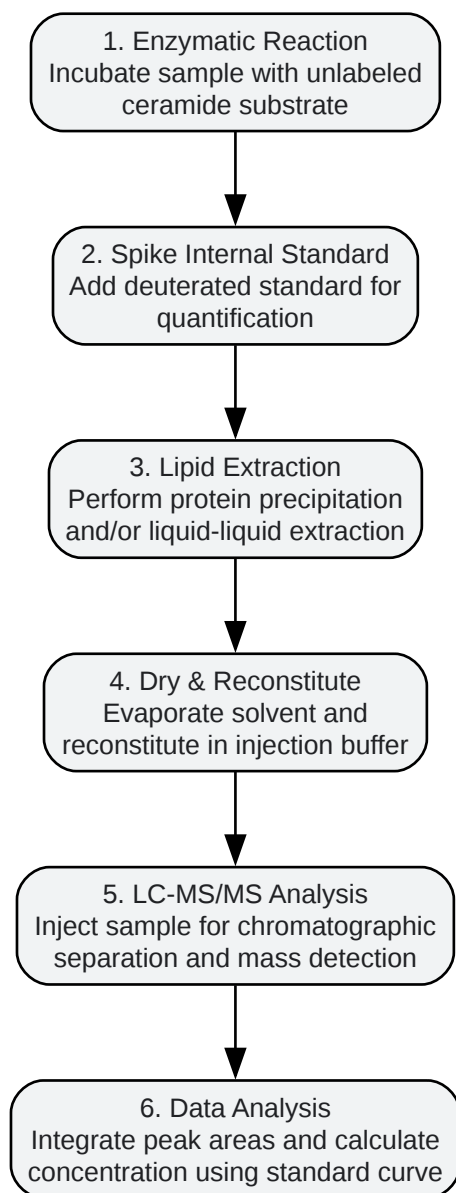 1. Enzymatic Reaction
Incubate sample with unlabeled
ceramide substrate
2. Spike Internal Standard
Add deuterated standard for
quantification
3. Lipid Extraction
Perform protein precipitation
and/or liquid-liquid extraction
4. Dry & Reconstitute
Evaporate solvent and
reconstitute in injection buffer
5. LC-MS/MS Analysis
Inject sample for chromatographic
separation and mass detection
6. Data Analysis
Integrate peak areas and calculate
concentration using standard curve